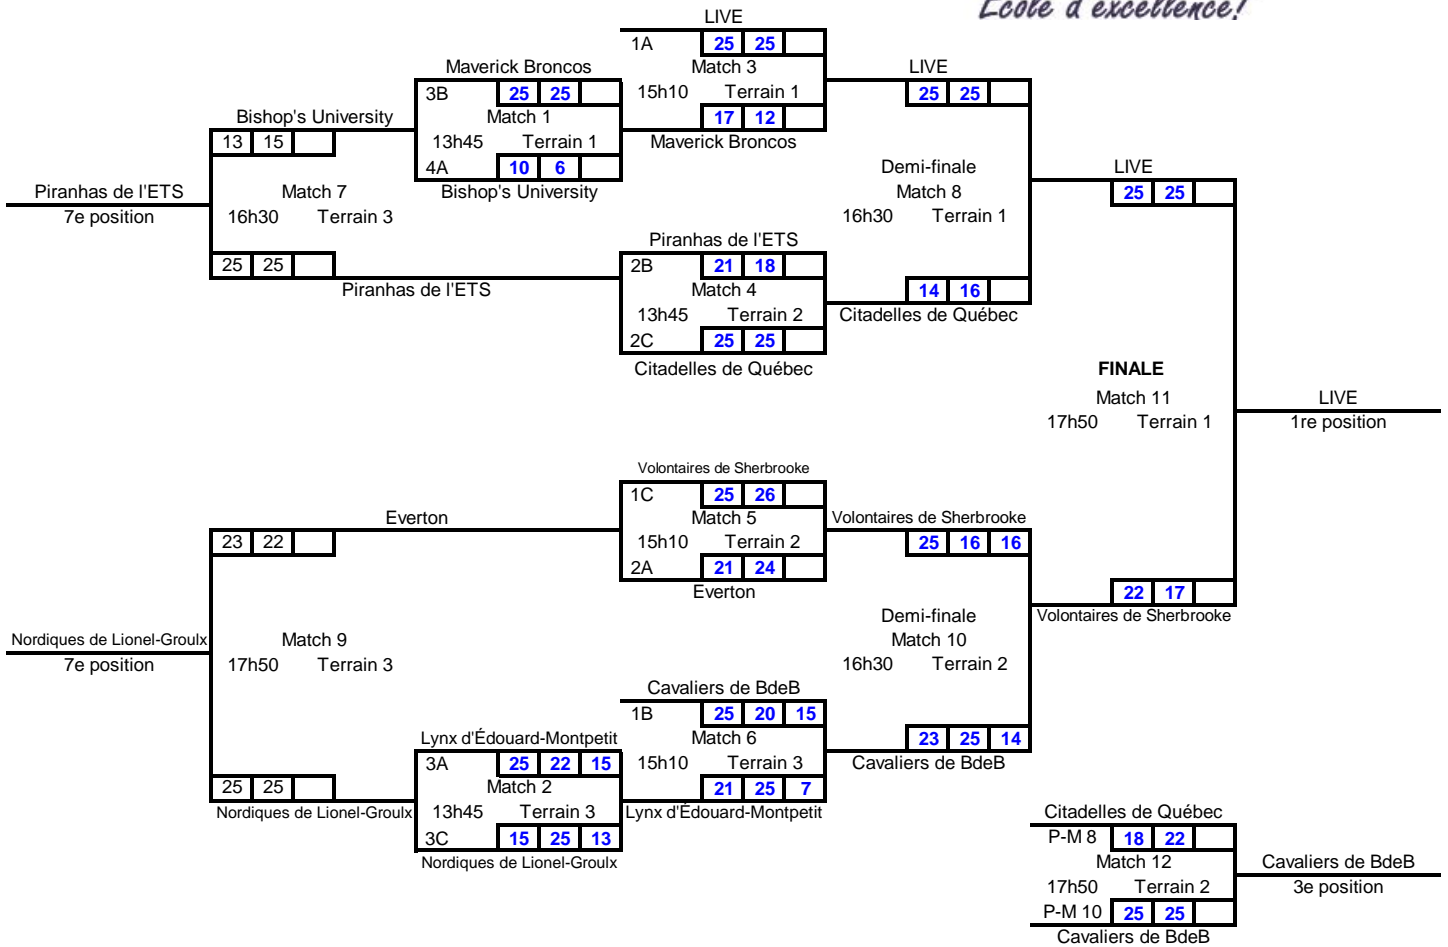 École d'excellence!
LIVE
1A 25 25
Match 3
15h10 Terrain 1
17 12
Maverick Broncos
Maverick Broncos
3B 25 25
Match 1
13h45 Terrain 1
4A 10 6
Bishop's University
Bishop's University
13 15
Match 7
16h30 Terrain 3
25 25
Piranhas de l'ETS
Piranhas de l'ETS
7e position
Piranhas de l'ETS
2B 21 18
Match 4
13h45 Terrain 2
2C 25 25
Citadelles de Québec
LIVE
25 25
Demi-finale
Match 8
16h30 Terrain 1
14 16
Citadelles de Québec
LIVE
25 25
FINALE
Match 11
17h50 Terrain 1
22 17
Volontaires de Sherbrooke
LIVE
1re position
Volontaires de Sherbrooke
1C 25 26
Match 5
15h10 Terrain 2
2A 21 24
Everton
Everton
23 22
Match 9
17h50 Terrain 3
25 25
Nordiques de Lionel-Groulx
Nordiques de Lionel-Groulx
7e position
Volontaires de Sherbrooke
25 16 16
Demi-finale
Match 10
16h30 Terrain 2
23 25 14
Cavaliers de BdeB
Cavaliers de BdeB
1B 25 20 15
Match 6
15h10 Terrain 3
21 25 7
Lynx d'Édouard-Montpetit
Lynx d'Édouard-Montpetit
3A 25 22 15
Match 2
13h45 Terrain 3
3C 15 25 13
Nordiques de Lionel-Groulx
Citadelles de Québec
P-M 8 18 22
Match 12
17h50 Terrain 2
P-M 10 25 25
Cavaliers de BdeB
Cavaliers de BdeB
3e position